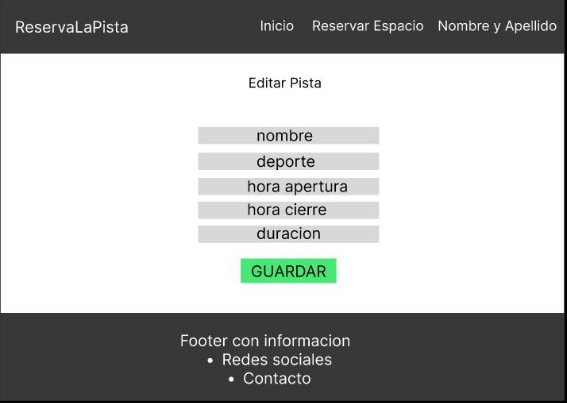 ReservaLaPista Inicio Reservar Espacio Nombre y Apellido
Editar Pista
nombre
deporte
hora apertura
hora cierre
duracion
GUARDAR
Footer con informacion
• Redes sociales
• Contacto